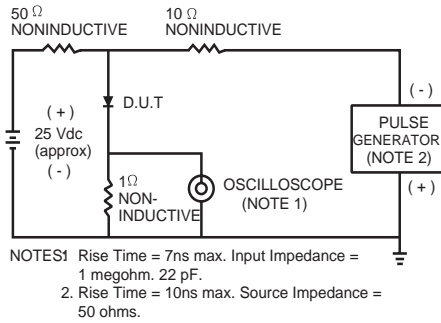 50 Ω
NONINDUCTIVE
10 Ω
NONINDUCTIVE
( + )
25 Vdc
(approx)
( - )
D.U.T
( - )
PULSE
GENERATOR
(NOTE 2)
( + )
1Ω
NON-
INDUCTIVE
OSCILLOSCOPE
(NOTE 1)
NOTES:1 Rise Time = 7ns max. Input Impedance =
1 megohm. 22 pF.
2. Rise Time = 10ns max. Source Impedance =
50 ohms.